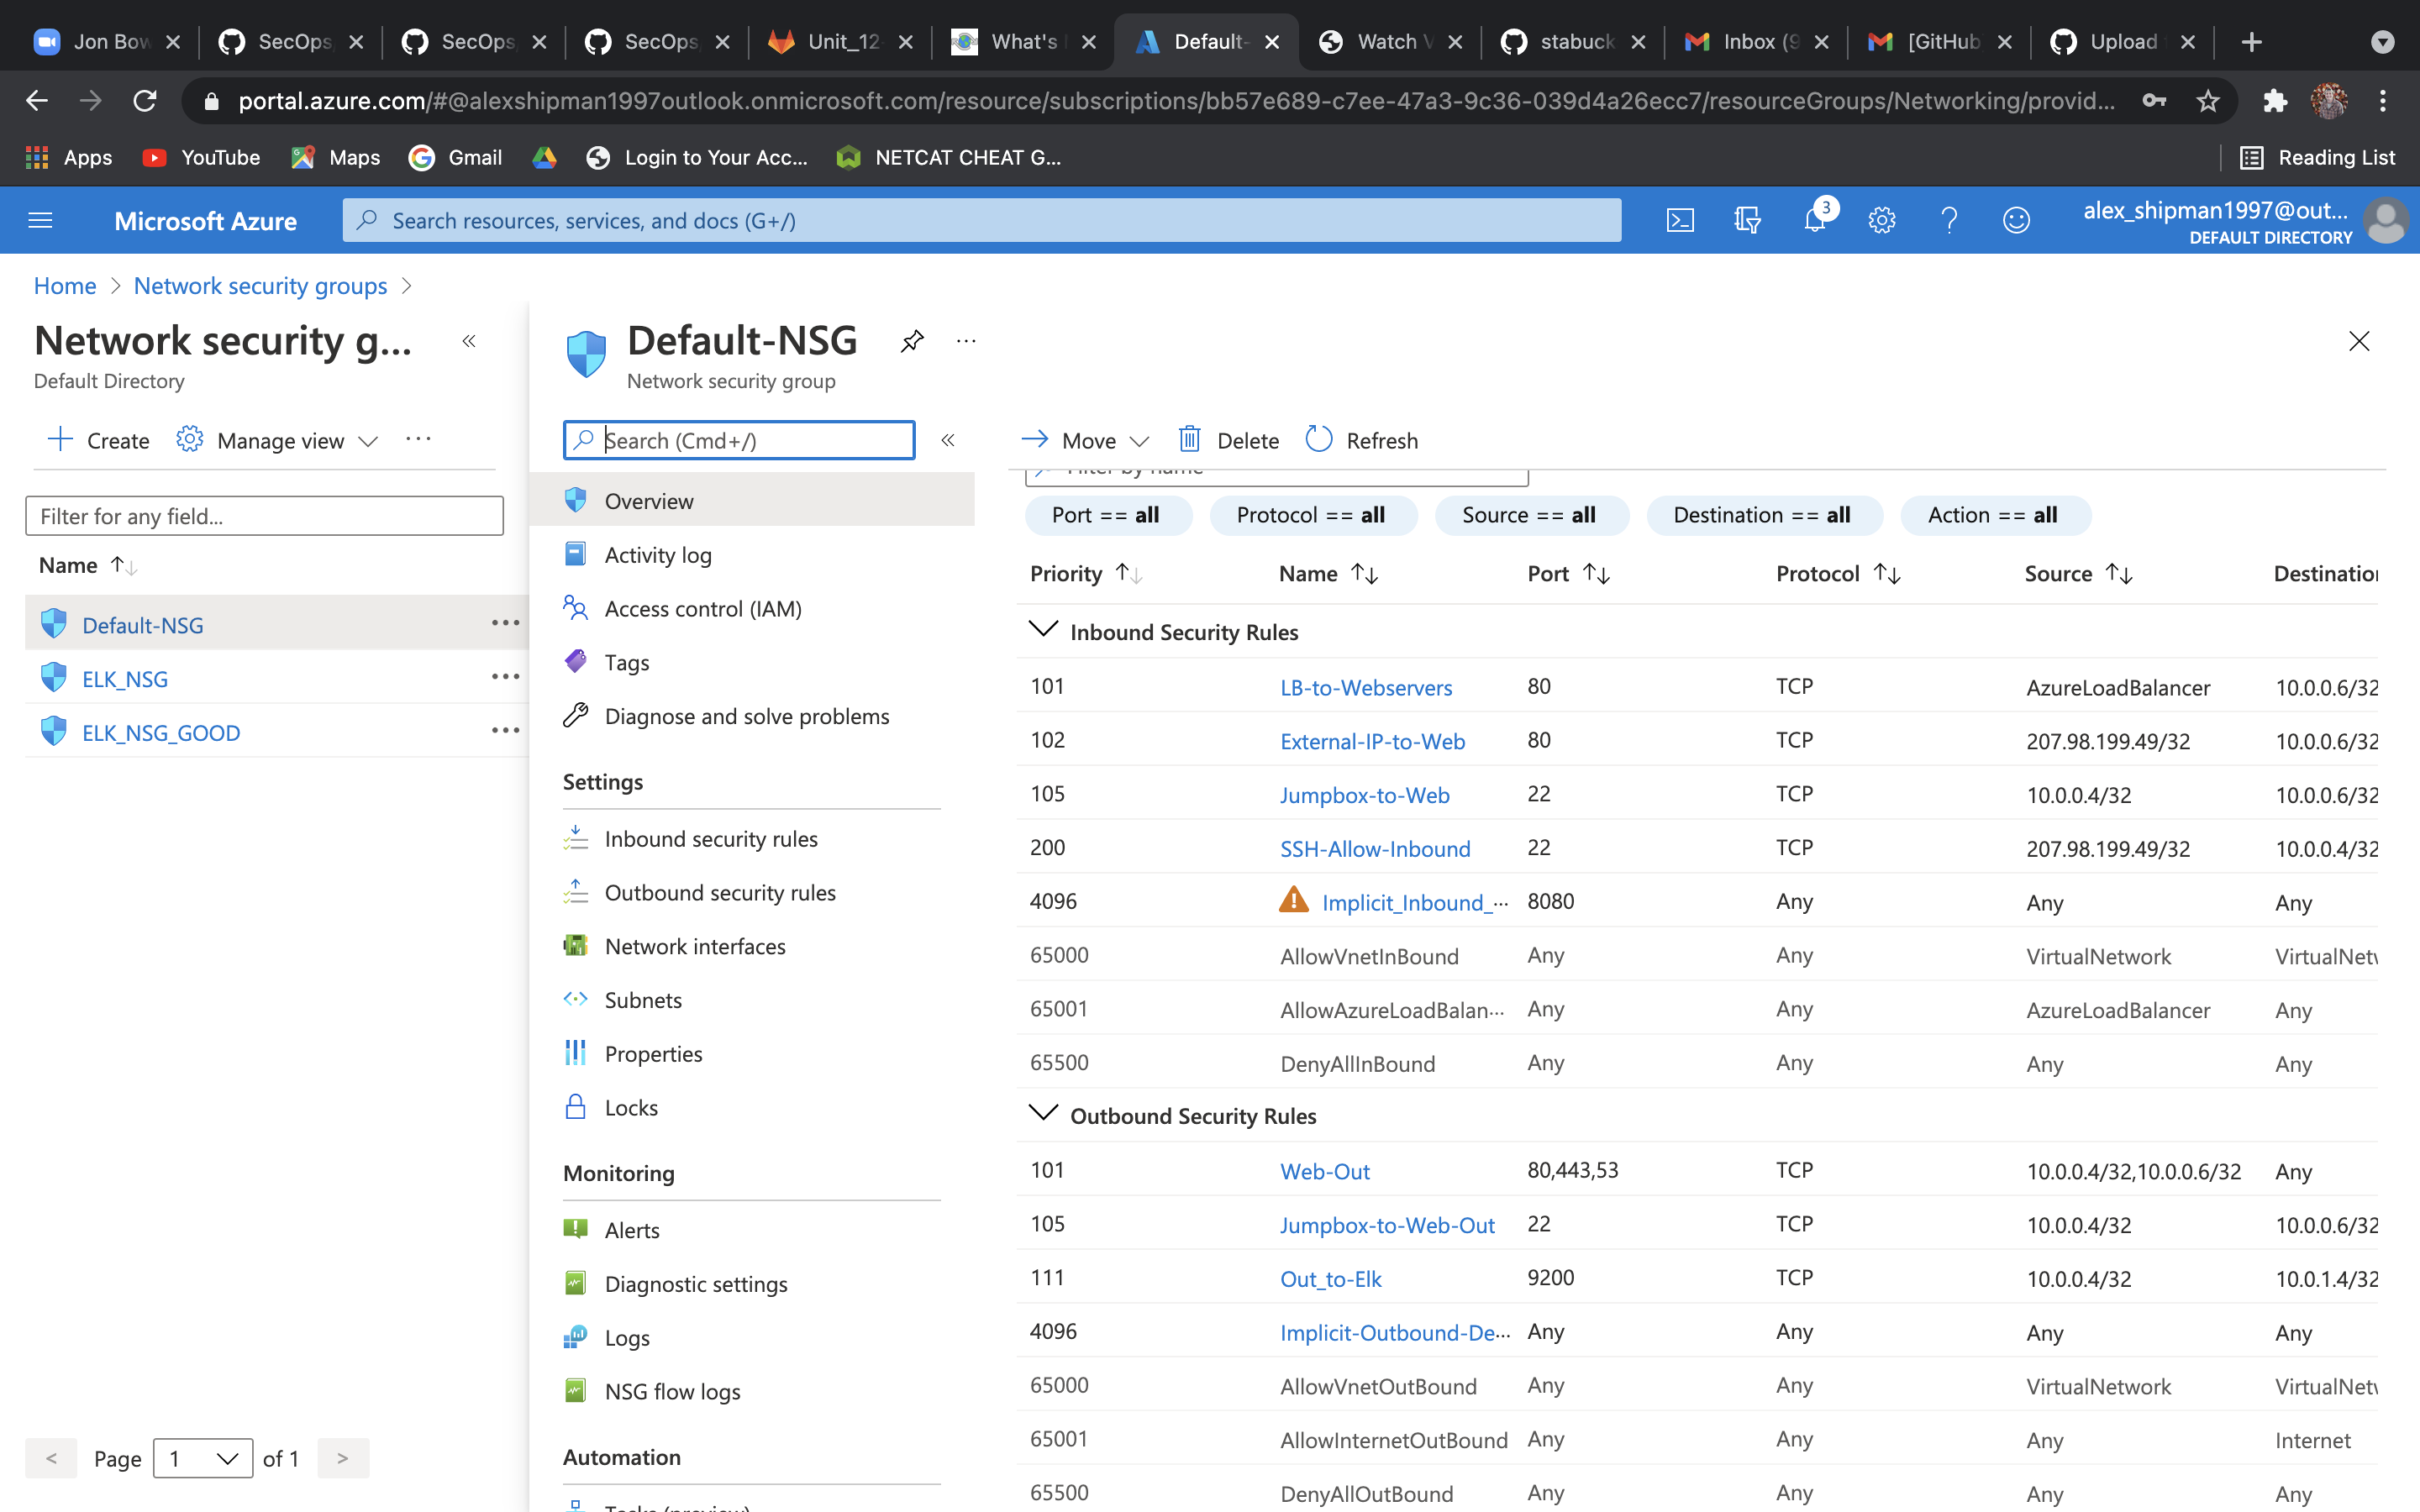 Jon Bow
SecOps
SecOps
SecOps
Unit_12
What's
Default-
Watch V
stabuck
Inbox (9
[GitHub
Upload
portal.azure.com/#@alexshipman1997outlook.onmicrosoft.com/resource/subscriptions/bb57e689-c7ee-47a3-9c36-039d4a26ecc7/resourceGroups/Networking/provid...
Apps
YouTube
Maps
Gmail
Login to Your Acc...
NETCAT CHEAT G...
Reading List
Microsoft Azure
Search resources, services, and docs (G+/)
3
alex_shipman1997@out...
DEFAULT DIRECTORY
Home > Network security groups >
Network security g...
«
Default Directory
Create
Manage view
...
Filter for any field...
Name ↑↓
Default-NSG ...
ELK_NSG ...
ELK_NSG_GOOD ...
< Page 1 of 1 >
Default-NSG
...
Network security group
Search (Cmd+/)
«
Overview
Activity log
Access control (IAM)
Tags
Diagnose and solve problems
Settings
Inbound security rules
Outbound security rules
Network interfaces
Subnets
Properties
Locks
Monitoring
Alerts
Diagnostic settings
Logs
NSG flow logs
Automation
Tasks (preview)
Move
Delete
Refresh
Filter by name
Port == all
Protocol == all
Source == all
Destination == all
Action == all
Priority ↑↓ Name ↑↓ Port ↑↓ Protocol ↑↓ Source ↑↓ Destination
Inbound Security Rules
101 LB-to-Webservers 80 TCP AzureLoadBalancer 10.0.0.6/32
102 External-IP-to-Web 80 TCP 207.98.199.49/32 10.0.0.6/32
105 Jumpbox-to-Web 22 TCP 10.0.0.4/32 10.0.0.6/32
200 SSH-Allow-Inbound 22 TCP 207.98.199.49/32 10.0.0.4/32
4096 Implicit_Inbound_... 8080 Any Any Any
65000 AllowVnetInBound Any Any VirtualNetwork VirtualNetw
65001 AllowAzureLoadBalan... Any Any AzureLoadBalancer Any
65500 DenyAllInBound Any Any Any Any
Outbound Security Rules
101 Web-Out 80,443,53 TCP 10.0.0.4/32,10.0.0.6/32 Any
105 Jumpbox-to-Web-Out 22 TCP 10.0.0.4/32 10.0.0.6/32
111 Out_to-Elk 9200 TCP 10.0.0.4/32 10.0.1.4/32
4096 Implicit-Outbound-De... Any Any Any Any
65000 AllowVnetOutBound Any Any VirtualNetwork VirtualNetw
65001 AllowInternetOutBound Any Any Any Internet
65500 DenyAllOutBound Any Any Any Any